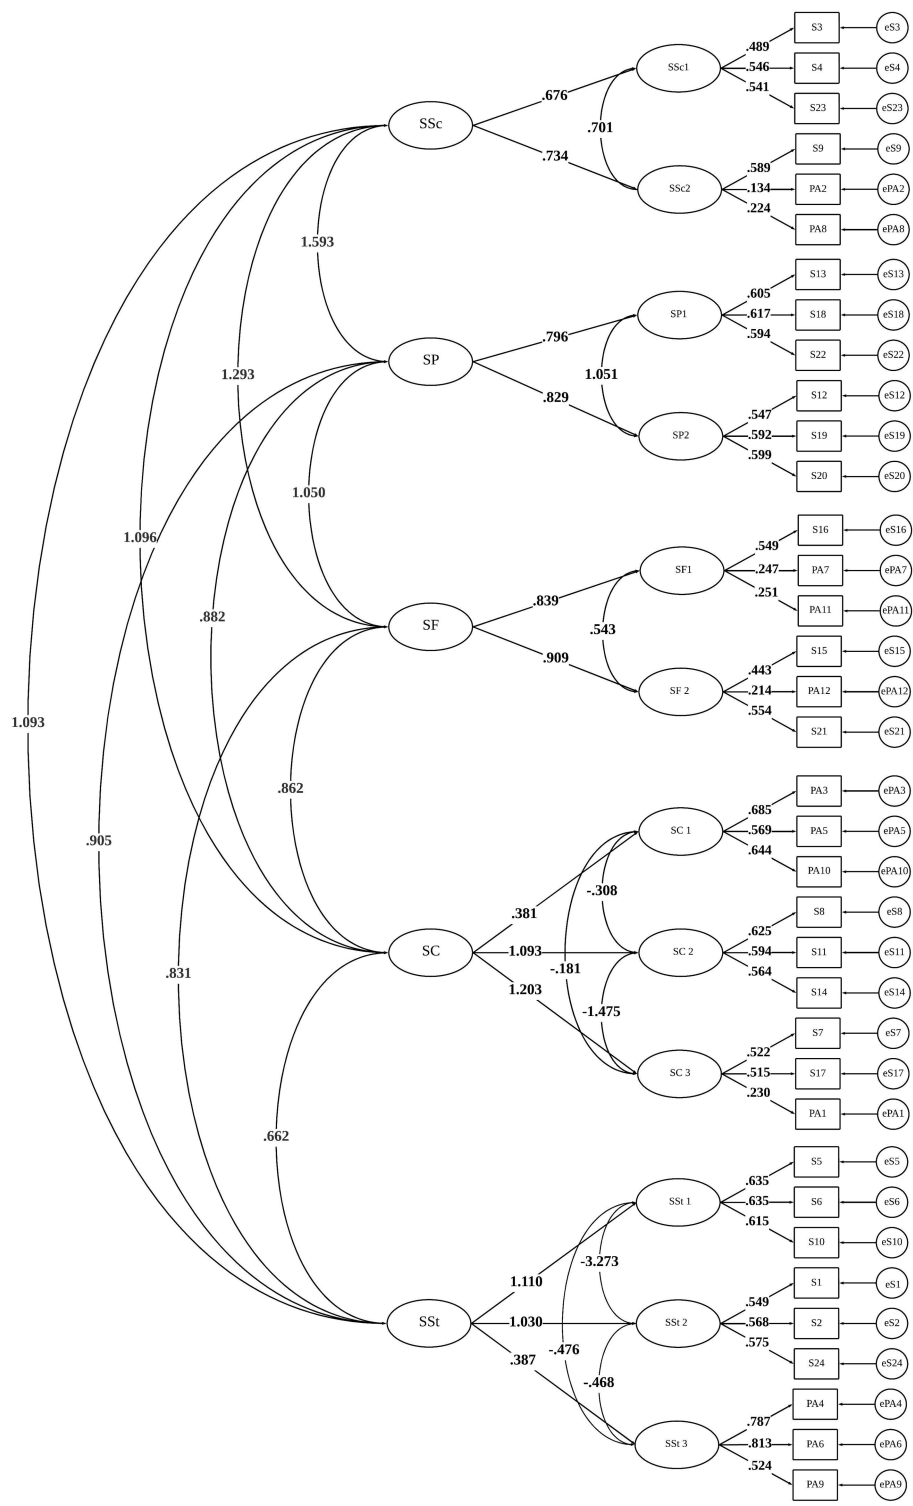 S3 eS3
.489
SSc1 .546 S4 eS4
.541
.676
S23 eS23
SSc .701
S9 eS9
.734
.589
SSc2 .134 PA2 ePA2
.224
PA8 ePA8
1.593
S13 eS13
.605
SP1 .617 S18 eS18
.594
.796
S22 eS22
SP
1.293 1.051
.829
S12 eS12
.547
SP2 .592 S19 eS19
.599
S20 eS20
1.050
S16 eS16
1.096
.549
SF1 .247 PA7 ePA7
.251
.839
PA11 ePA11
.882
SF .543
S15 eS15
.909
.443
SF 2 .214 PA12 ePA12
.554
1.093
S21 eS21
.862
PA3 ePA3
.685
SC 1 .569 PA5 ePA5
.905
.644
PA10 ePA10
-.308
.381
S8 eS8
.625
SC 1.093 SC 2 .594 S11 eS11
-.181
.831
.564
1.203
S14 eS14
-1.475
S7 eS7
.522
SC 3 .515 S17 eS17
.230
PA1 ePA1
.662
S5 eS5
.635
SSt 1 .635 S6 eS6
.615
S10 eS10
-3.273
1.110
S1 eS1
.549
SSt 1.030 SSt 2 .568 S2 eS2
.575
-.476
.387
S24 eS24
-.468
PA4 ePA4
.787
SSt 3 .813 PA6 ePA6
.524
PA9 ePA9